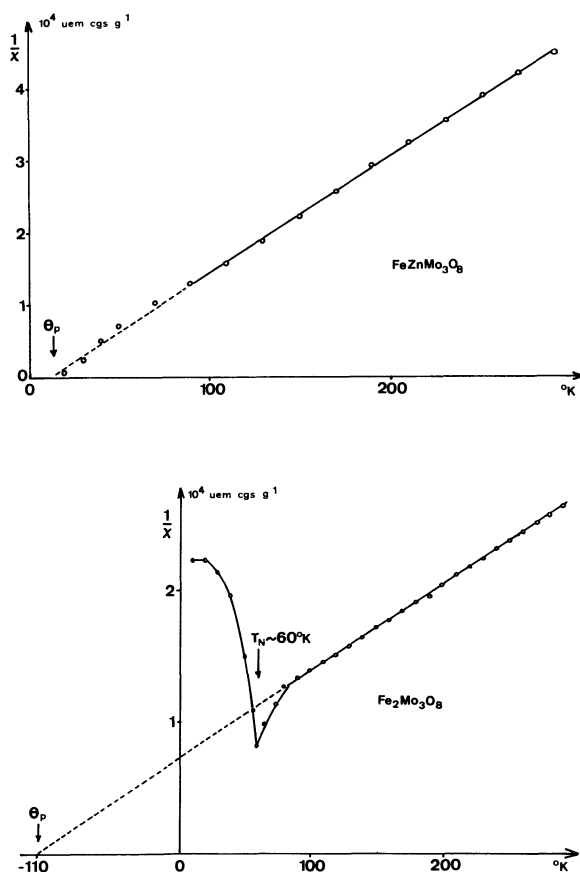 1/χ 10⁴ uem cgs g⁻¹
4
3
2
1
0
θp
FeZnMo₃O₈
0 100 200 °K
1/χ 10⁴ uem cgs g⁻¹
2
T_N~60°K
1
Fe₂Mo₃O₈
θp
-110 0 100 200 °K